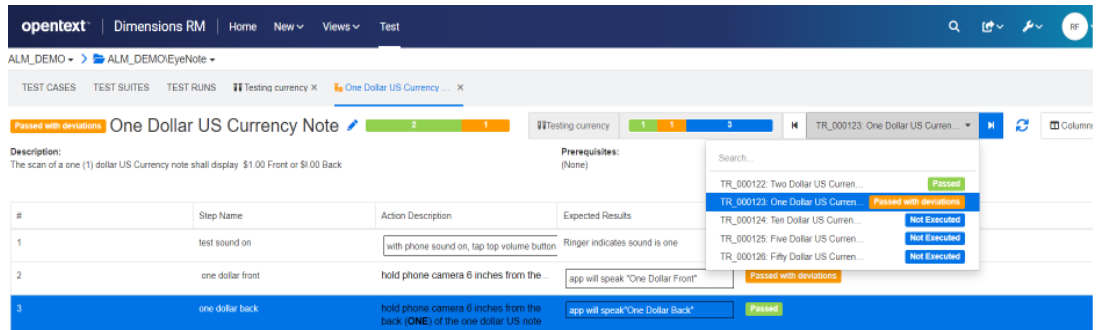 opentext™ | Dimensions RM | Home New Views Test RF
ALM_DEMO > ALM_DEMO\EyeNote
TEST CASES TEST SUITES TEST RUNS Testing currency × One Dollar US Currency ... ×
Passed with deviations One Dollar US Currency Note 2 1 Testing currency 1 1 3 TR_000123: One Dollar US Curren... Columns
Description:
The scan of a one (1) dollar US Currency note shall display $1.00 Front or $l.00 Back
Prerequisites:
(None)
Search...
TR_000122: Two Dollar US Curren... Passed
TR_000123: One Dollar US Curren... Passed with deviations
TR_000124: Ten Dollar US Curren... Not Executed
TR_000125: Five Dollar US Curren... Not Executed
TR_000126: Fifty Dollar US Curren... Not Executed
# Step Name Action Description Expected Results
1 test sound on with phone sound on, tap top volume button Ringer indicates sound is one
2 one dollar front hold phone camera 6 inches from the... app will speak "One Dollar Front" Passed with deviations
3 one dollar back hold phone camera 6 inches from the app will speak"One Dollar Back" Passed
back (ONE) of the one dollar US note